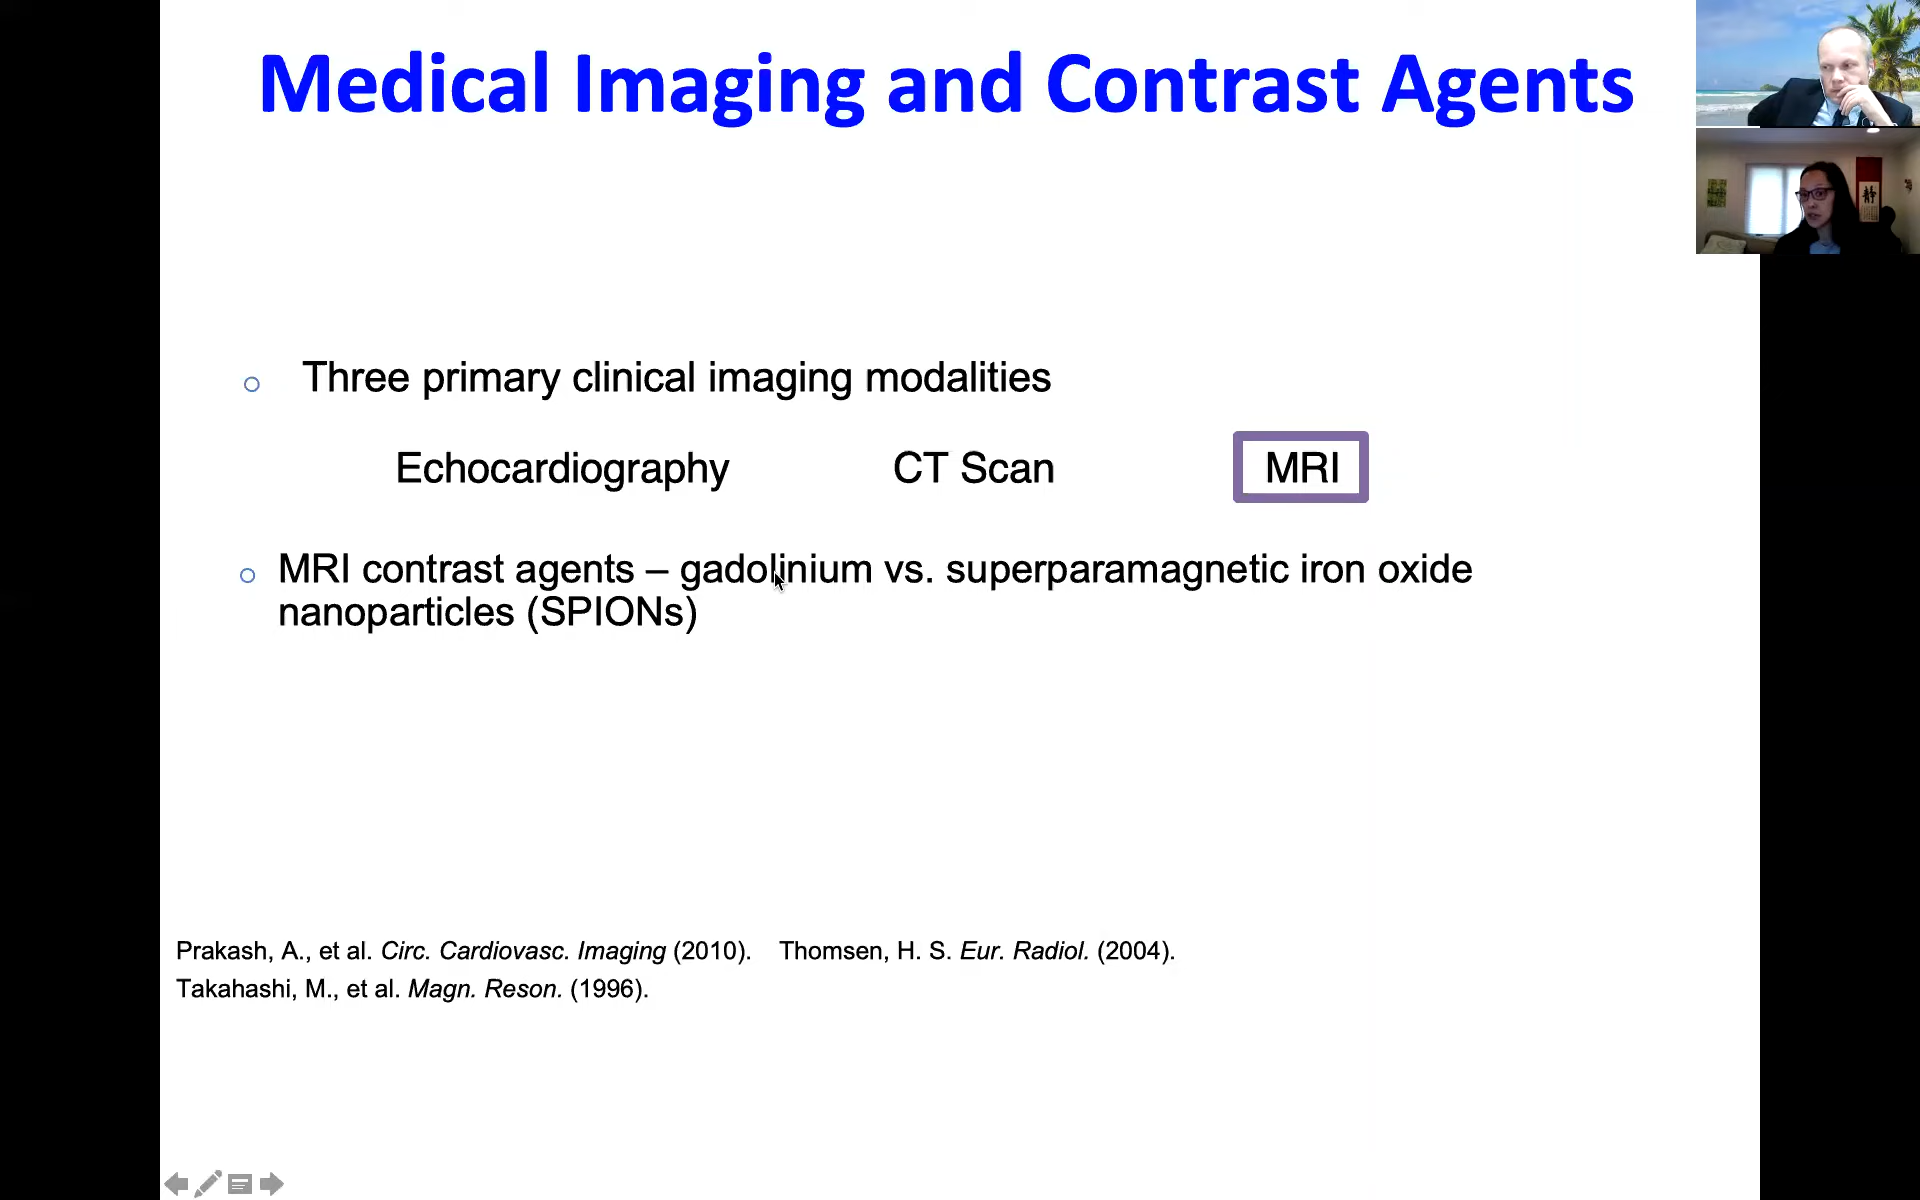 Medical Imaging and Contrast Agents
静
Three primary clinical imaging modalities
Echocardiography CT Scan MRI
MRI contrast agents – gadolinium vs. superparamagnetic iron oxide
nanoparticles (SPIONs)
Prakash, A., et al. Circ. Cardiovasc. Imaging (2010). Thomsen, H. S. Eur. Radiol. (2004).
Takahashi, M., et al. Magn. Reson. (1996).